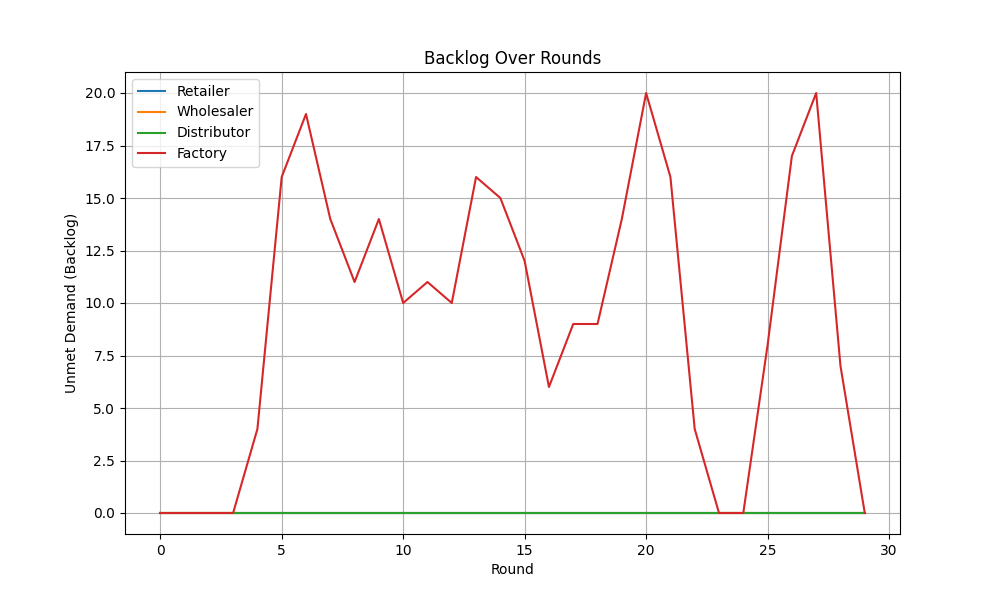 Backlog Over Rounds
Retailer
Wholesaler
Distributor
Factory
Unmet Demand (Backlog)
20.0
17.5
15.0
12.5
10.0
7.5
5.0
2.5
0.0
0 5 10 15 20 25 30
Round